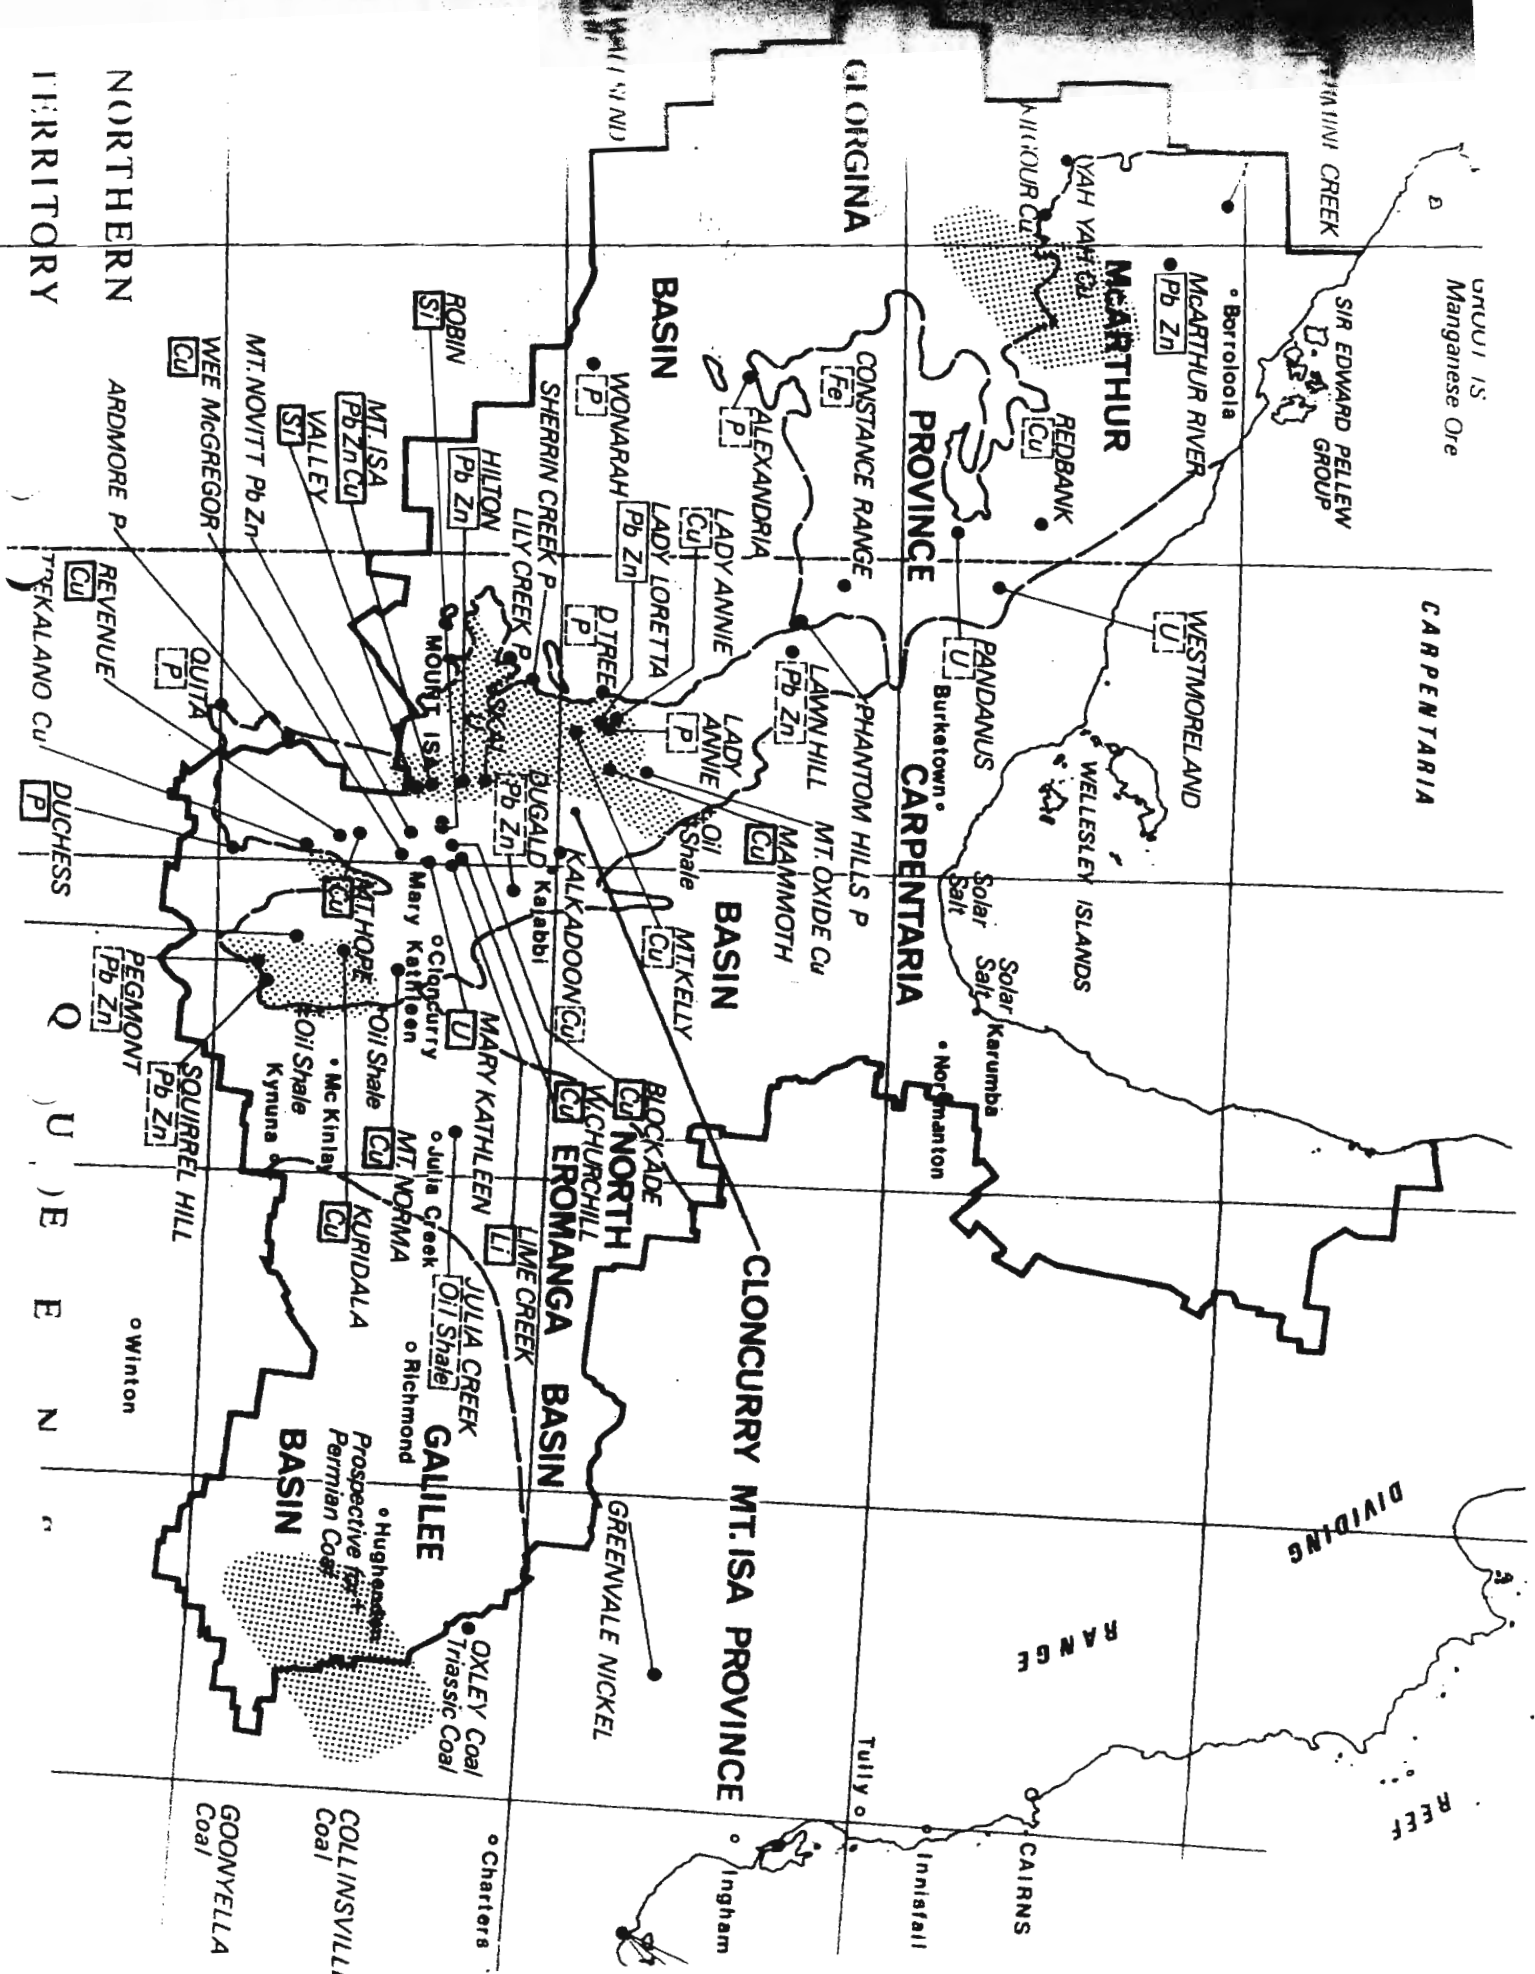 GROOT IS
Manganese Ore
CREEK
SIR EDWARD PELLEW
GROUP
Borroloola
McARTHUR RIVER
Pb Zn
YAH YAH Cu
KILGOUR Cu
McARTHUR
PROVINCE
CARPENTARIA
REDBANK
Cu
WESTMORELAND
U
PANDANUS
U
WELLESLEY ISLANDS
Burketown
Solar
Salt
Solar
Salt
Karumba
Normanton
GEORGINA
BASIN
CONSTANCE RANGE
Fe
ALEXANDRIA
P
WONARAH
P
PHANTOM HILLS P
LAWN HILL
Pb Zn
CARPENTARIA
BASIN
LADY ANNIE
Cu
LADY LORETTA
Pb Zn
D.TREE
P
LADY
ANNIE
P
SHERRIN CREEK P
LILY CREEK P
Oil
Shale
MT. OXIDE Cu
MAMMOTH
Cu
MT.KELLY
Cu
HILTON
Pb Zn
ROBIN
Si
MT. ISA
Pb Zn Cu
VALLEY
Si
MT. NOVITT Pb Zn
WEE McGREGOR
Cu
ARDMORE P
MOUNT ISA
DUGALD
Pb Zn
Kajabbi
KALKADOON
Cu
NORTHERN
TERRITORY
REVENUE
Cu
TREKALANO Cu
QUITA
P
DUCHESS
P
MT.HOPE
Cu
Mary Kathleen
Cloncurry
MARY KATHLEEN
U
BLOCKADE
Cu
W.CHURCHILL
Cu
LIME CREEK
Li
NORTH
EROMANGA BASIN
CLONCURRY MT. ISA PROVINCE
PEGMONT
Pb Zn
SQUIRREL HILL
Pb Zn
Oil Shale
Oil Shale
Mc Kinlay
Kynuna
MT. NORMA
Cu
KURIDALA
Cu
Julia Creek
JULIA CREEK
Oil Shale
Richmond
Winton
GALILEE
BASIN
Prospective for
Permian Coal
Hughenden
OXLEY Coal
Triassic Coal
GREENVALE NICKEL
DIVIDING
RANGE
REEF
Tully
Innisfail
CAIRNS
Ingham
Charters
COLLINSVILL
Coal
GOONYELLA
Coal
Q U E E N